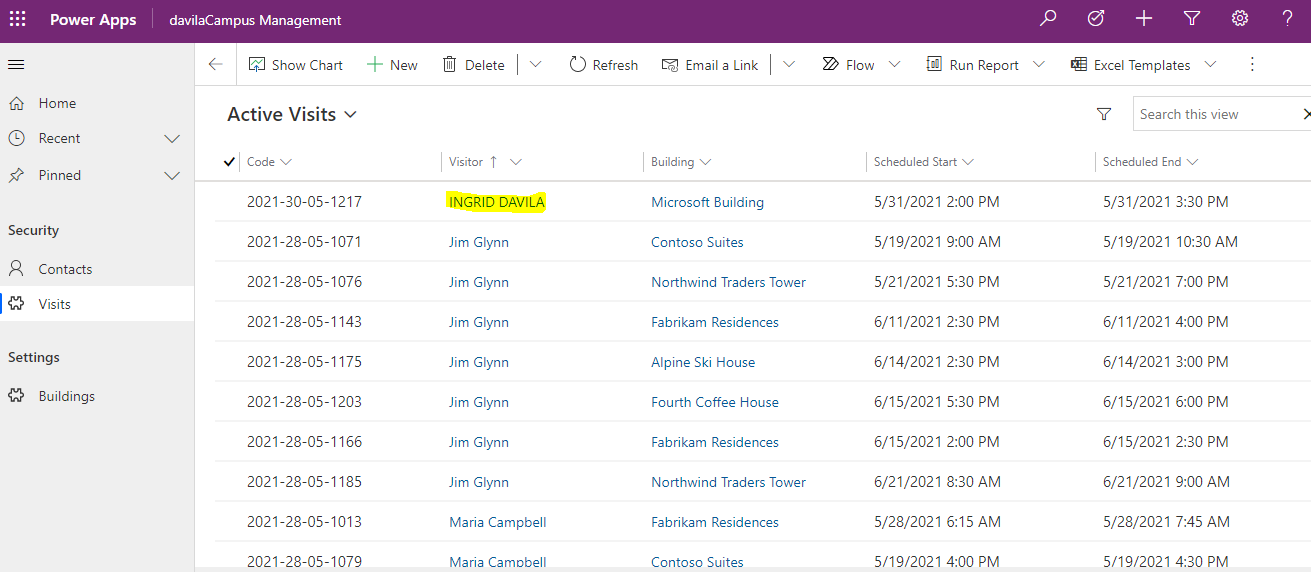 Power Apps davilaCampus Management ?
Show Chart New Delete Refresh Email a Link Flow Run Report Excel Templates
Home
Recent
Pinned
Security
Contacts
Visits
Settings
Buildings
Active Visits Search this view
Code Visitor Building Scheduled Start Scheduled End
2021-30-05-1217 INGRID DAVILA Microsoft Building 5/31/2021 2:00 PM 5/31/2021 3:30 PM
2021-28-05-1071 Jim Glynn Contoso Suites 5/19/2021 9:00 AM 5/19/2021 10:30 AM
2021-28-05-1076 Jim Glynn Northwind Traders Tower 5/21/2021 5:30 PM 5/21/2021 7:00 PM
2021-28-05-1143 Jim Glynn Fabrikam Residences 6/11/2021 2:30 PM 6/11/2021 4:00 PM
2021-28-05-1175 Jim Glynn Alpine Ski House 6/14/2021 2:30 PM 6/14/2021 3:00 PM
2021-28-05-1203 Jim Glynn Fourth Coffee House 6/15/2021 5:30 PM 6/15/2021 6:00 PM
2021-28-05-1166 Jim Glynn Fabrikam Residences 6/15/2021 2:00 PM 6/15/2021 2:30 PM
2021-28-05-1185 Jim Glynn Northwind Traders Tower 6/21/2021 8:30 AM 6/21/2021 9:00 AM
2021-28-05-1013 Maria Campbell Fabrikam Residences 5/28/2021 6:15 AM 5/28/2021 7:45 AM
2021-28-05-1079 Maria Campbell Contoso Suites 5/19/2021 4:00 PM 5/19/2021 4:30 PM